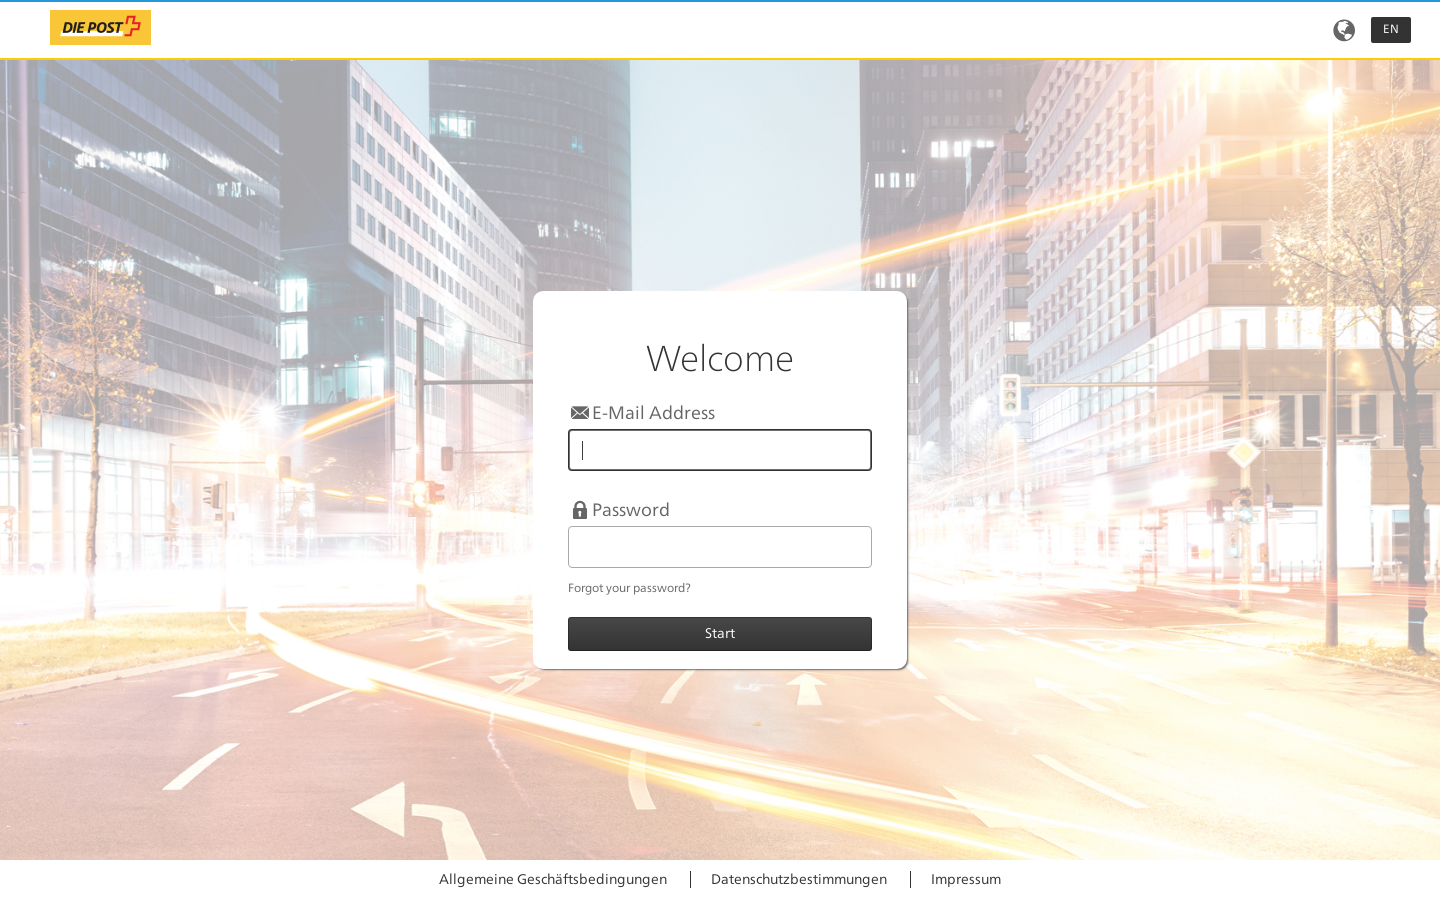 DIE POST
EN
Welcome
E-Mail Address
Password
Forgot your password?
Start
Allgemeine Geschäftsbedingungen
Datenschutzbestimmungen
Impressum